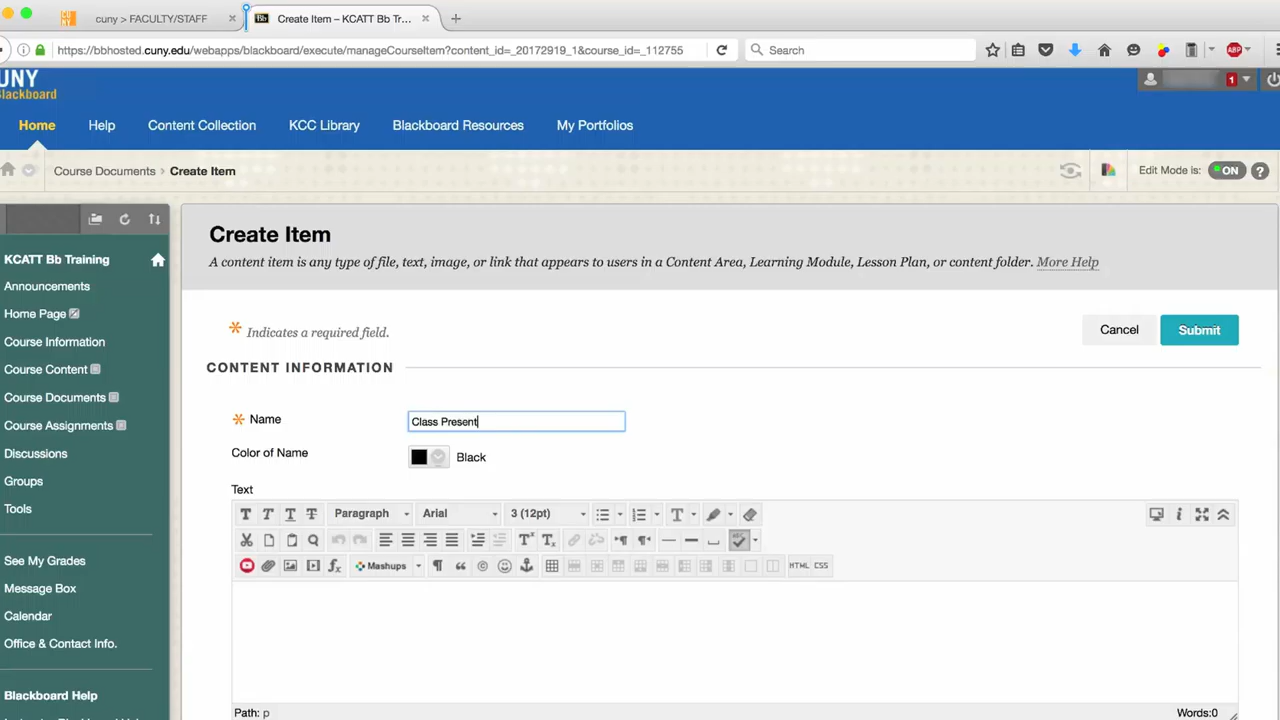 cuny > FACULTY/STAFF
Bb Create Item – KCATT Bb Tr...
https://bbhosted.cuny.edu/webapps/blackboard/execute/manageCourseItem?content_id=_20172919_1&course_id=_112755
Search
ABP
UNY
Blackboard
1
Home Help Content Collection KCC Library Blackboard Resources My Portfolios
Course Documents > Create Item
Edit Mode is: ON ?
KCATT Bb Training
Announcements
Home Page
Course Information
Course Content
Course Documents
Course Assignments
Discussions
Groups
Tools
See My Grades
Message Box
Calendar
Office & Contact Info.
Blackboard Help
Create Item
A content item is any type of file, text, image, or link that appears to users in a Content Area, Learning Module, Lesson Plan, or content folder. More Help
Indicates a required field.
Cancel Submit
CONTENT INFORMATION
Name Class Present
Color of Name Black
Text
T T T T Paragraph Arial 3 (12pt) T
Mashups HTML CSS
Path: p Words:0